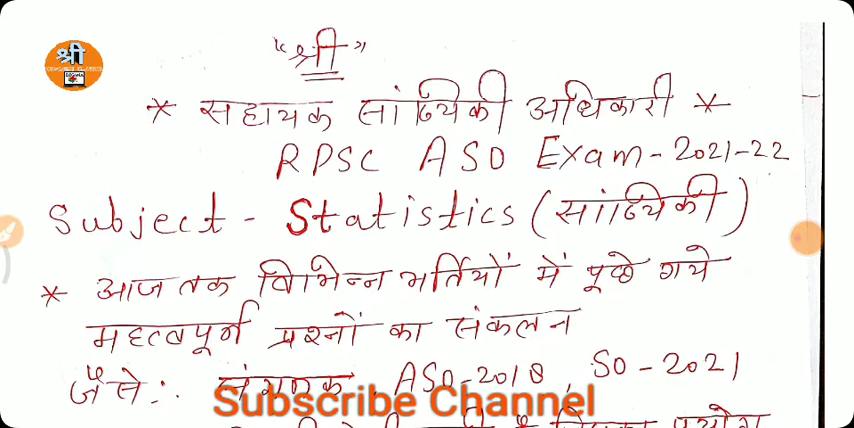 श्री
"श्री"
* सहायक सांख्यिकी अधिकारी *
RPSC ASO Exam-2021-22
Subject - Statistics (सांख्यिकी)
* आज तक विभिन्न भर्तियों में पूछे गये
महत्वपूर्ण प्रश्नों का संकलन
जैसे:- संगणक, ASO-2018, SO-2021
Subscribe Channel